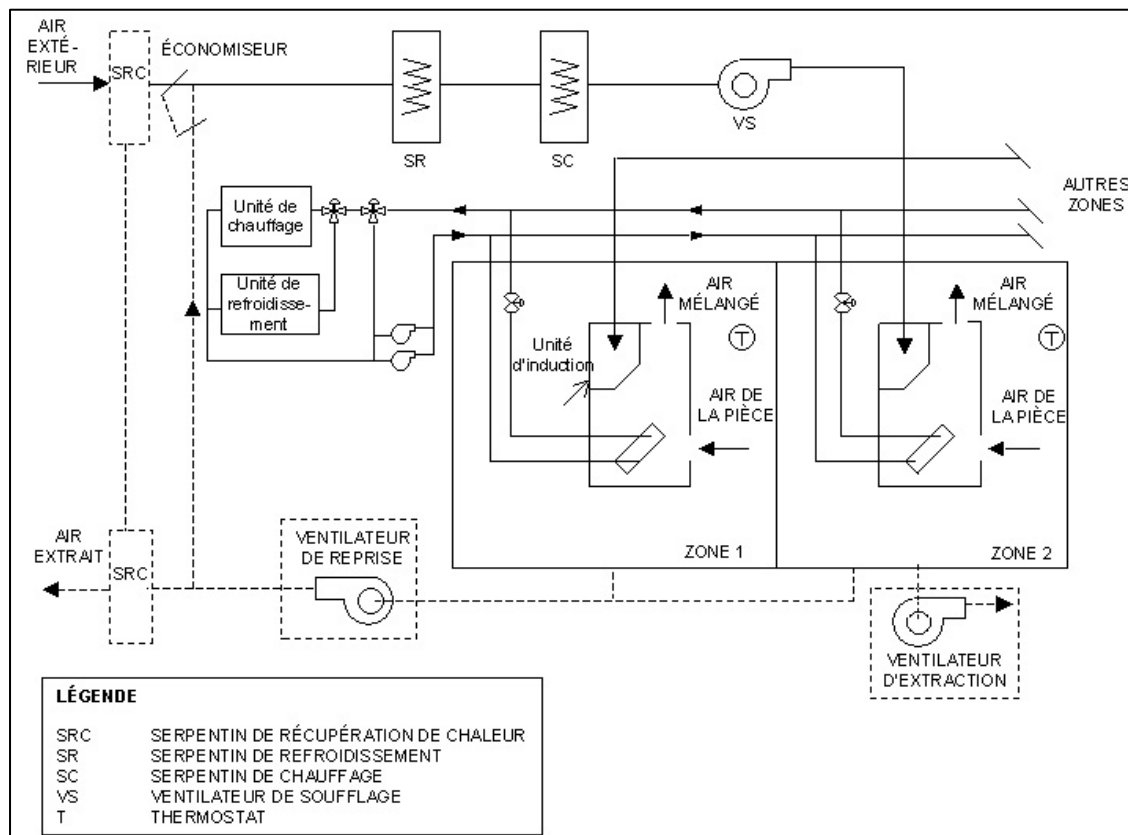 AIR
EXTÉ-
RIEUR
SRC
ÉCONOMISEUR
SR
SC
VS
AUTRES
ZONES
Unité de
chauffage
Unité de
refroidisse-
ment
Unité
d'induction
AIR
MÉLANGÉ
T
AIR DE
LA PIÈCE
ZONE 1
AIR
MÉLANGÉ
T
AIR DE
LA PIÈCE
ZONE 2
AIR
EXTRAIT
SRC
VENTILATEUR
DE REPRISE
VENTILATEUR
D'EXTRACTION
LÉGENDE
SRC SERPENTIN DE RÉCUPÉRATION DE CHALEUR
SR SERPENTIN DE REFROIDISSEMENT
SC SERPENTIN DE CHAUFFAGE
VS VENTILATEUR DE SOUFFLAGE
T THERMOSTAT